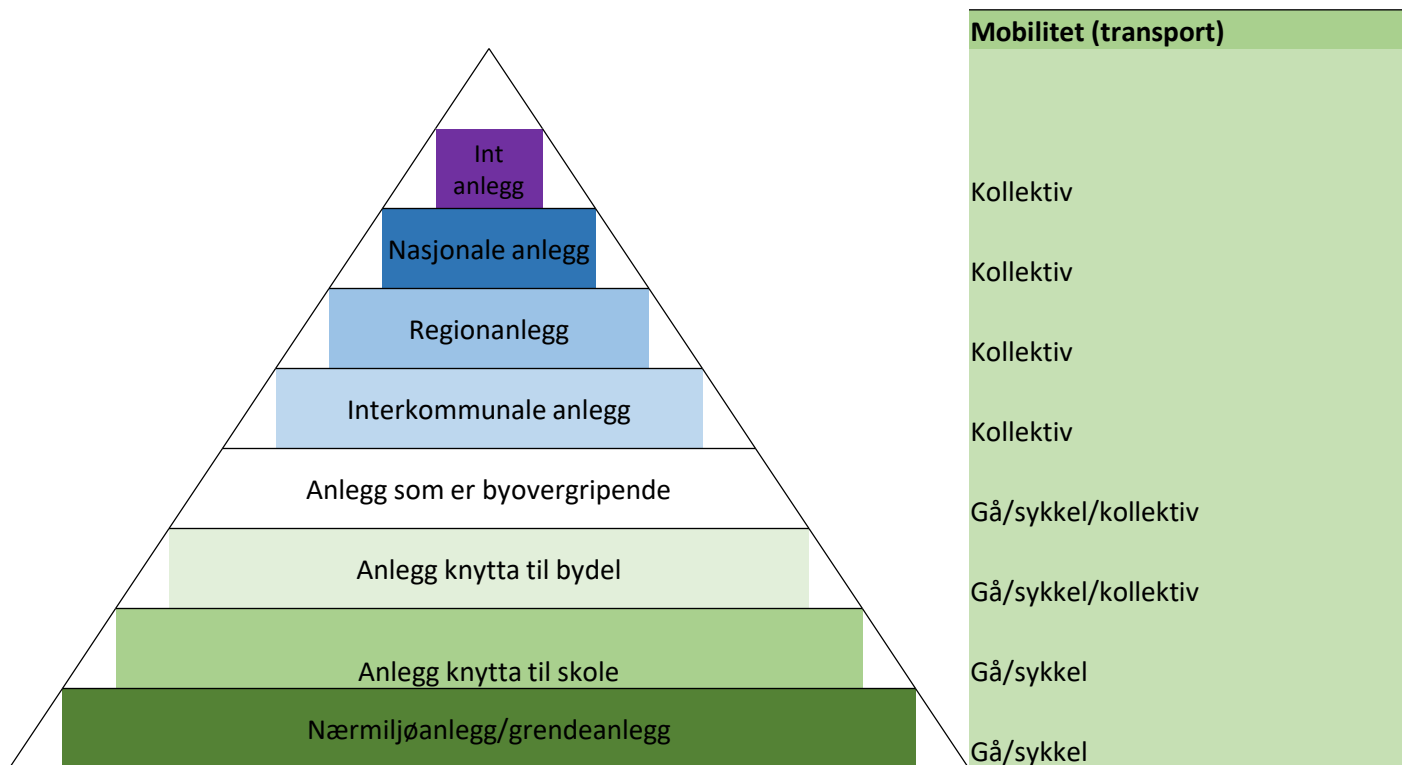 Mobilitet (transport)
Int
anlegg
Kollektiv
Nasjonale anlegg
Kollektiv
Regionanlegg
Kollektiv
Interkommunale anlegg
Kollektiv
Anlegg som er byovergripende
Gå/sykkel/kollektiv
Anlegg knytta til bydel
Gå/sykkel/kollektiv
Anlegg knytta til skole
Gå/sykkel
Nærmiljøanlegg/grendeanlegg
Gå/sykkel